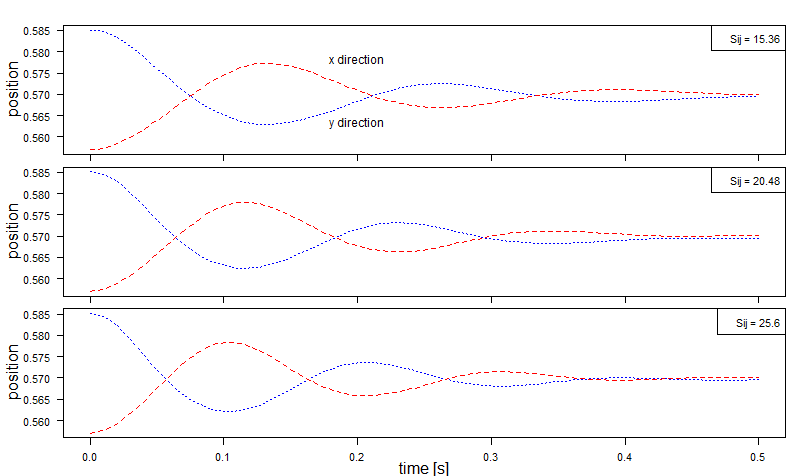 Sij = 15.36
position
0.585
0.580
0.575
0.570
0.565
0.560
x direction
y direction
Sij = 20.48
position
0.585
0.580
0.575
0.570
0.565
0.560
Sij = 25.6
position
0.585
0.580
0.575
0.570
0.565
0.560
0.0 0.1 0.2 0.3 0.4 0.5
time [s]